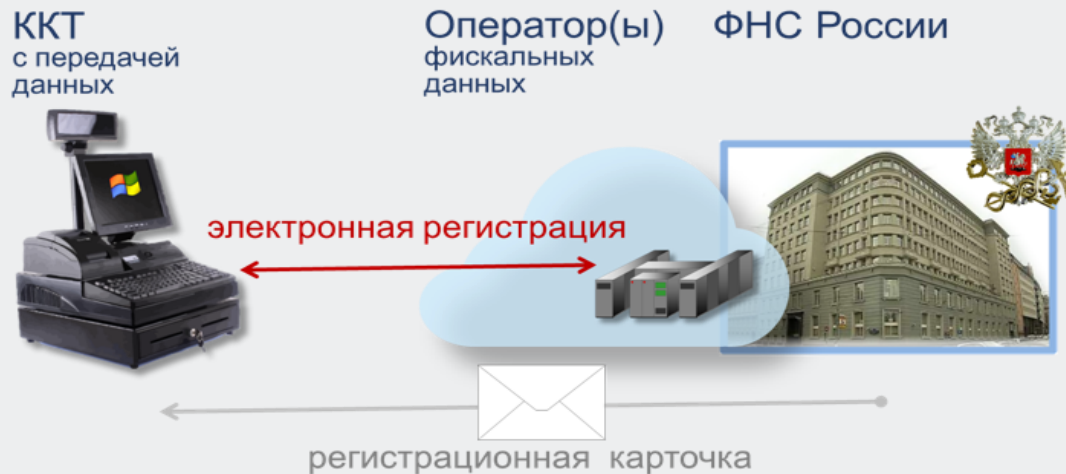 ККТ
с передачей
данных
Оператор(ы)
фискальных
данных
ФНС России
электронная регистрация
регистрационная карточка